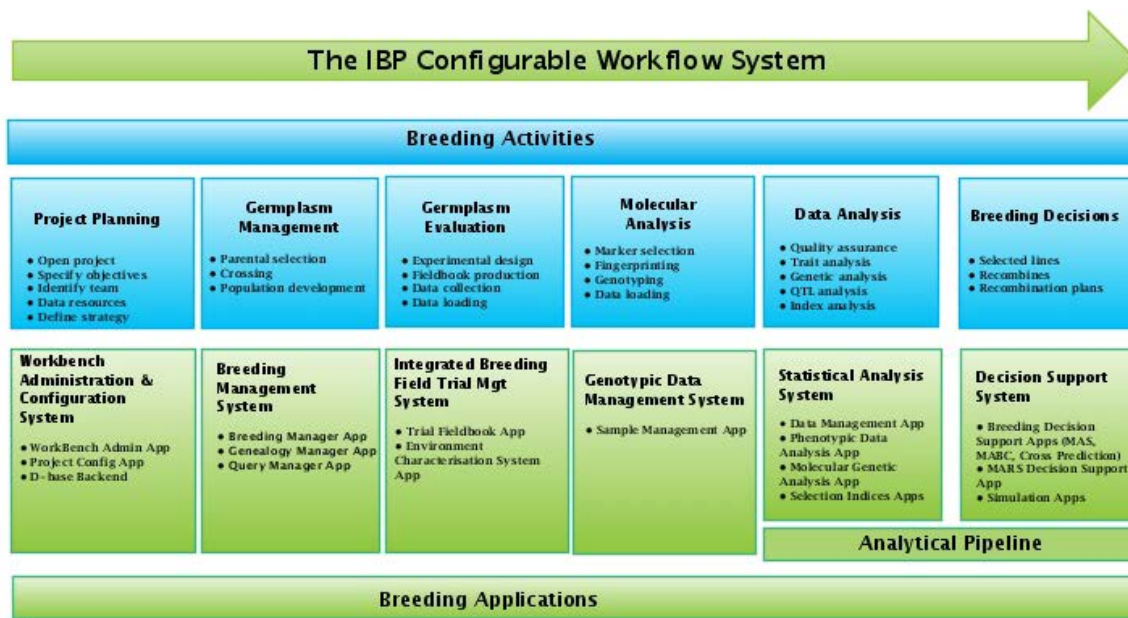 The IBP Configurable Workflow System
Breeding Activities
Project Planning
● Open project
● Specify objectives
● Identify team
● Data resources
● Define strategy
Germplasm
Management
● Parental selection
● Crossing
● Population development
Germplasm
Evaluation
● Experimental design
● Fieldbook production
● Data collection
● Data loading
Molecular
Analysis
● Marker selection
● Fingerprinting
● Genotyping
● Data loading
Data Analysis
● Quality assurance
● Trait analysis
● Genetic analysis
● QTL analysis
● Index analysis
Breeding Decisions
● Selected lines
● Recombines
● Recombination plans
Workbench
Administration &
Configuration
System
● WorkBench Admin App
● Project Config App
● D-base Backend
Breeding
Management
System
● Breeding Manager App
● Genealogy Manager App
● Query Manager App
Integrated Breeding
Field Trial Mgt
System
● Trial Fieldbook App
● Environment
Characterisation System
App
Genotypic Data
Management System
● Sample Management App
Statistical Analysis
System
● Data Management App
● Phenotypic Data
Analysis App
● Molecular Genetic
Analysis App
● Selection Indices Apps
Decision Support
System
● Breeding Decision
Support Apps (MAS,
MABC, Cross Prediction)
● MARS Decision Support
App
● Simulation Apps
Analytical Pipeline
Breeding Applications